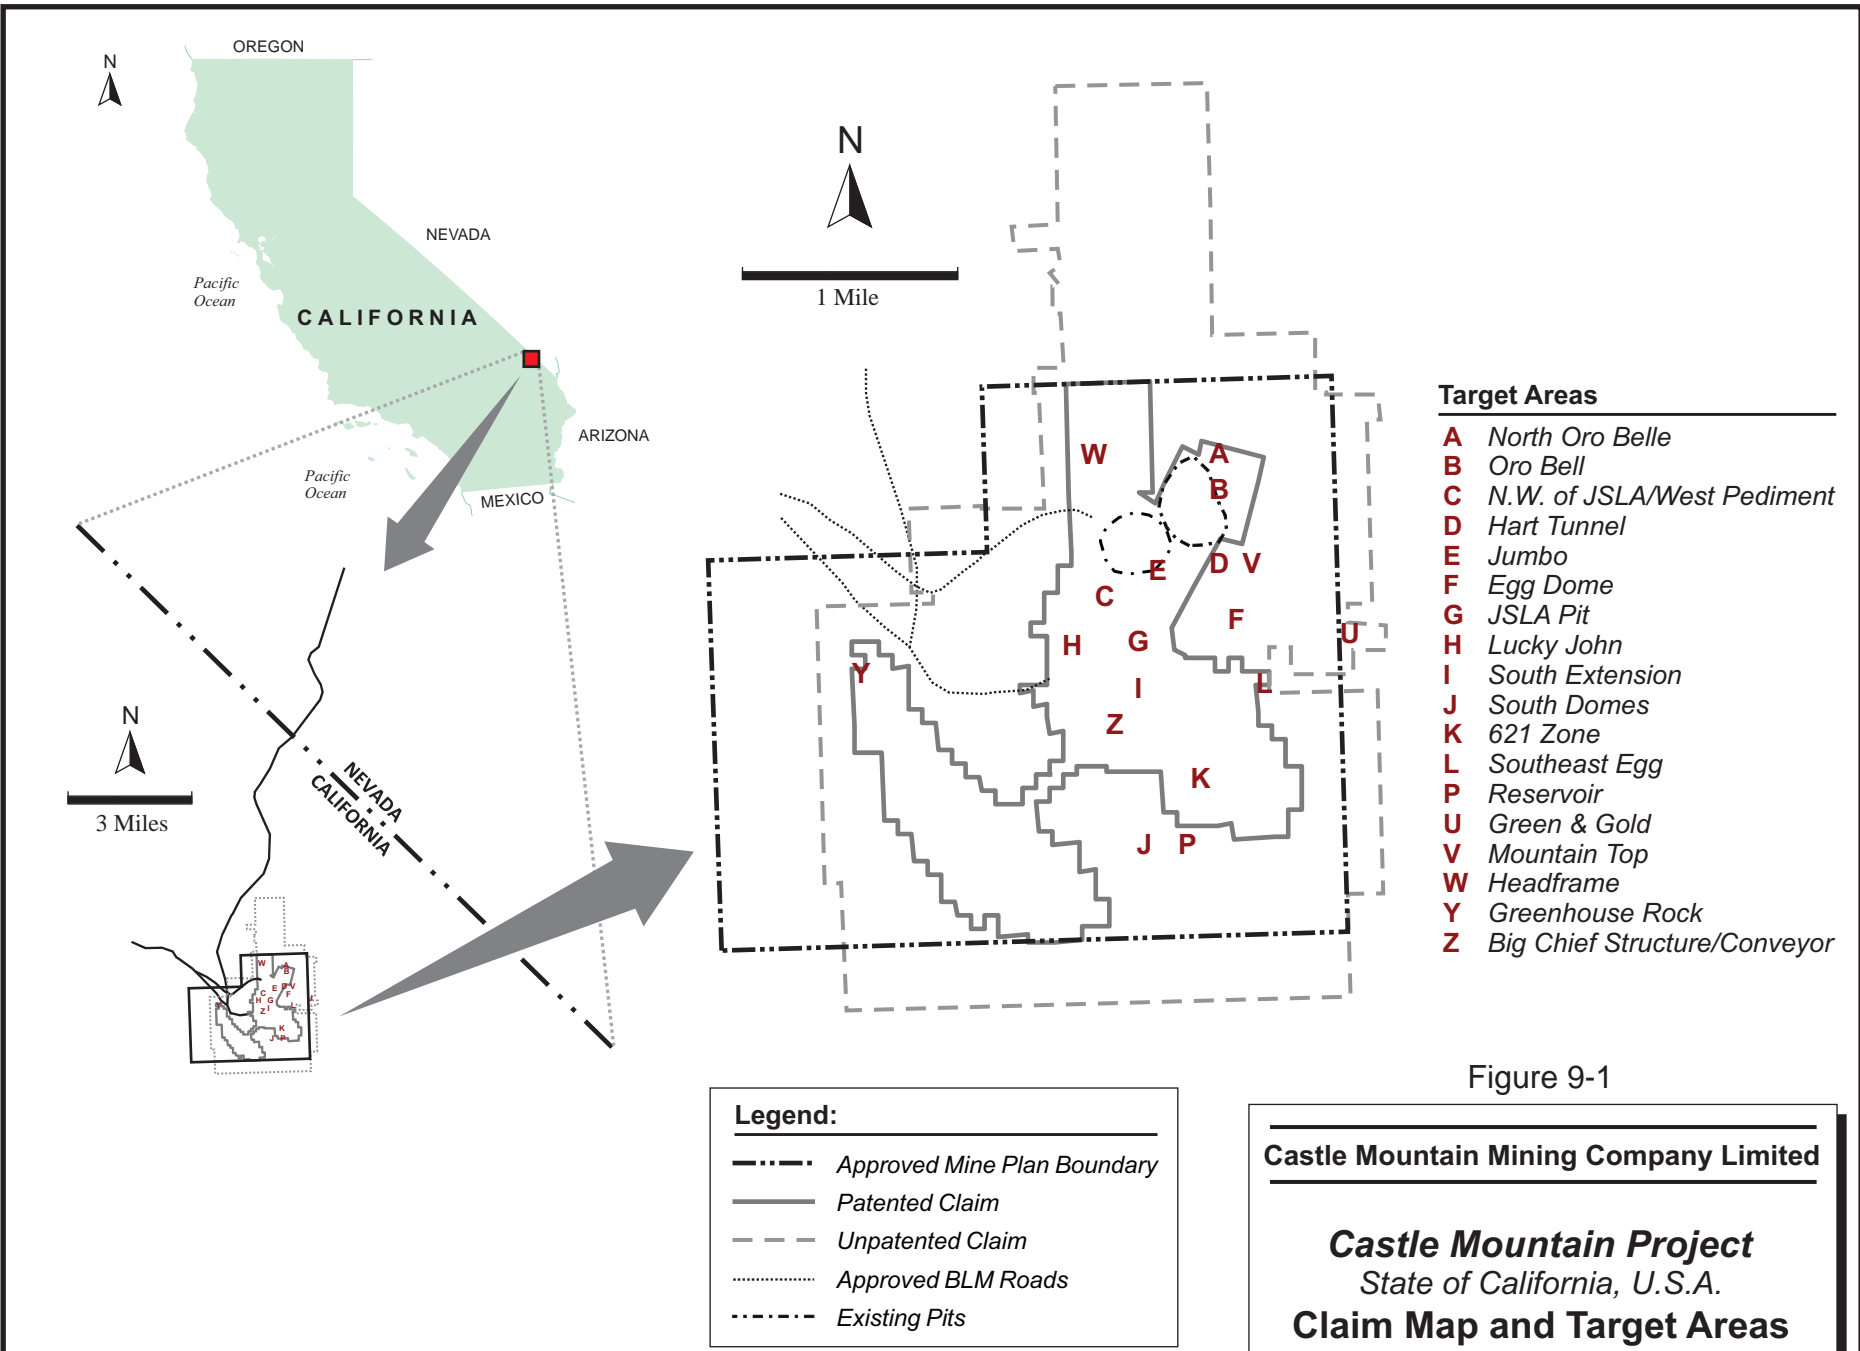 OREGON
N
NEVADA
Pacific
Ocean
CALIFORNIA
ARIZONA
Pacific
Ocean
MEXICO
N
1 Mile
N
3 Miles
NEVADA
CALIFORNIA
W
A
B
E
D V
C
F
H
G
U
Y
I
L
Z
K
J
P
W
A
B
E
D V
C
F
H
G
Z
I
K
J
P
Target Areas
A North Oro Belle
B Oro Bell
C N.W. of JSLA/West Pediment
D Hart Tunnel
E Jumbo
F Egg Dome
G JSLA Pit
H Lucky John
I South Extension
J South Domes
K 621 Zone
L Southeast Egg
P Reservoir
U Green & Gold
V Mountain Top
W Headframe
Y Greenhouse Rock
Z Big Chief Structure/Conveyor
Legend:
Approved Mine Plan Boundary
Patented Claim
Unpatented Claim
Approved BLM Roads
Existing Pits
Figure 9-1
Castle Mountain Mining Company Limited
Castle Mountain Project
State of California, U.S.A.
Claim Map and Target Areas